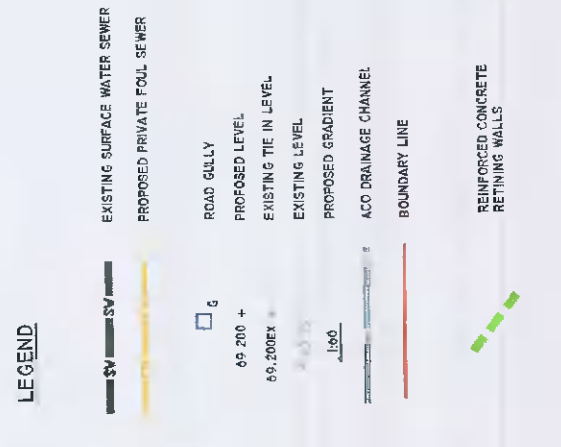 LEGEND
SW SW EXISTING SURFACE WATER SEWER
PROPOSED PRIVATE FOUL SEWER
G ROAD GULLY
69.200 + PROPOSED LEVEL
69.200EX + EXISTING TIE IN LEVEL
EXISTING LEVEL
1:60 PROPOSED GRADIENT
ACO DRAINAGE CHANNEL
BOUNDARY LINE
REINFORCED CONCRETE
RETINING WALLS